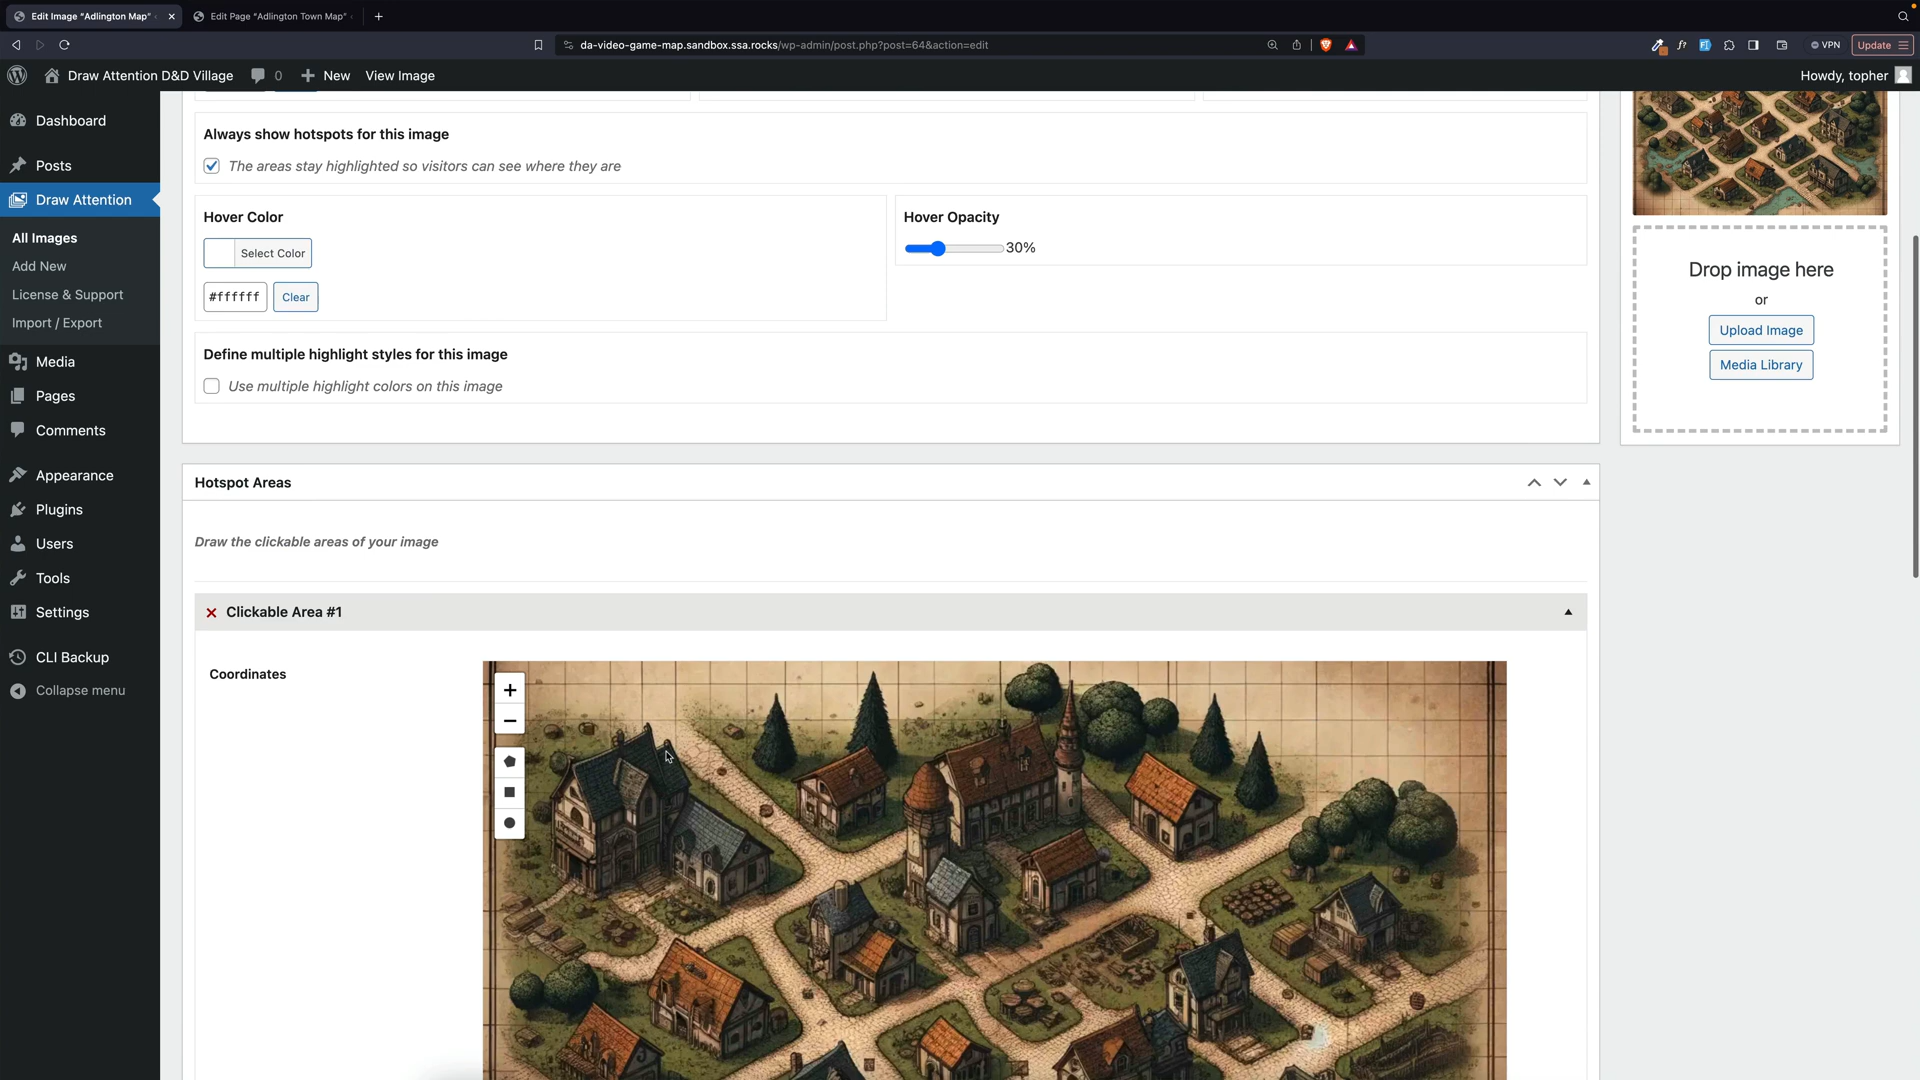 Edit Image "Adlington Map"
Edit Page "Adlington Town Map"
da-video-game-map.sandbox.ssa.rocks/wp-admin/post.php?post=64&action=edit
VPN
Update
Draw Attention D&D Village
0
New
View Image
Howdy, topher
Dashboard
Posts
Draw Attention
All Images
Add New
License & Support
Import / Export
Media
Pages
Comments
Appearance
Plugins
Users
Tools
Settings
CLI Backup
Collapse menu
Always show hotspots for this image
The areas stay highlighted so visitors can see where they are
Hover Color
Select Color
#ffffff
Clear
Hover Opacity
30%
Define multiple highlight styles for this image
Use multiple highlight colors on this image
Hotspot Areas
Draw the clickable areas of your image
Clickable Area #1
Coordinates
+
−
Drop image here
or
Upload Image
Media Library